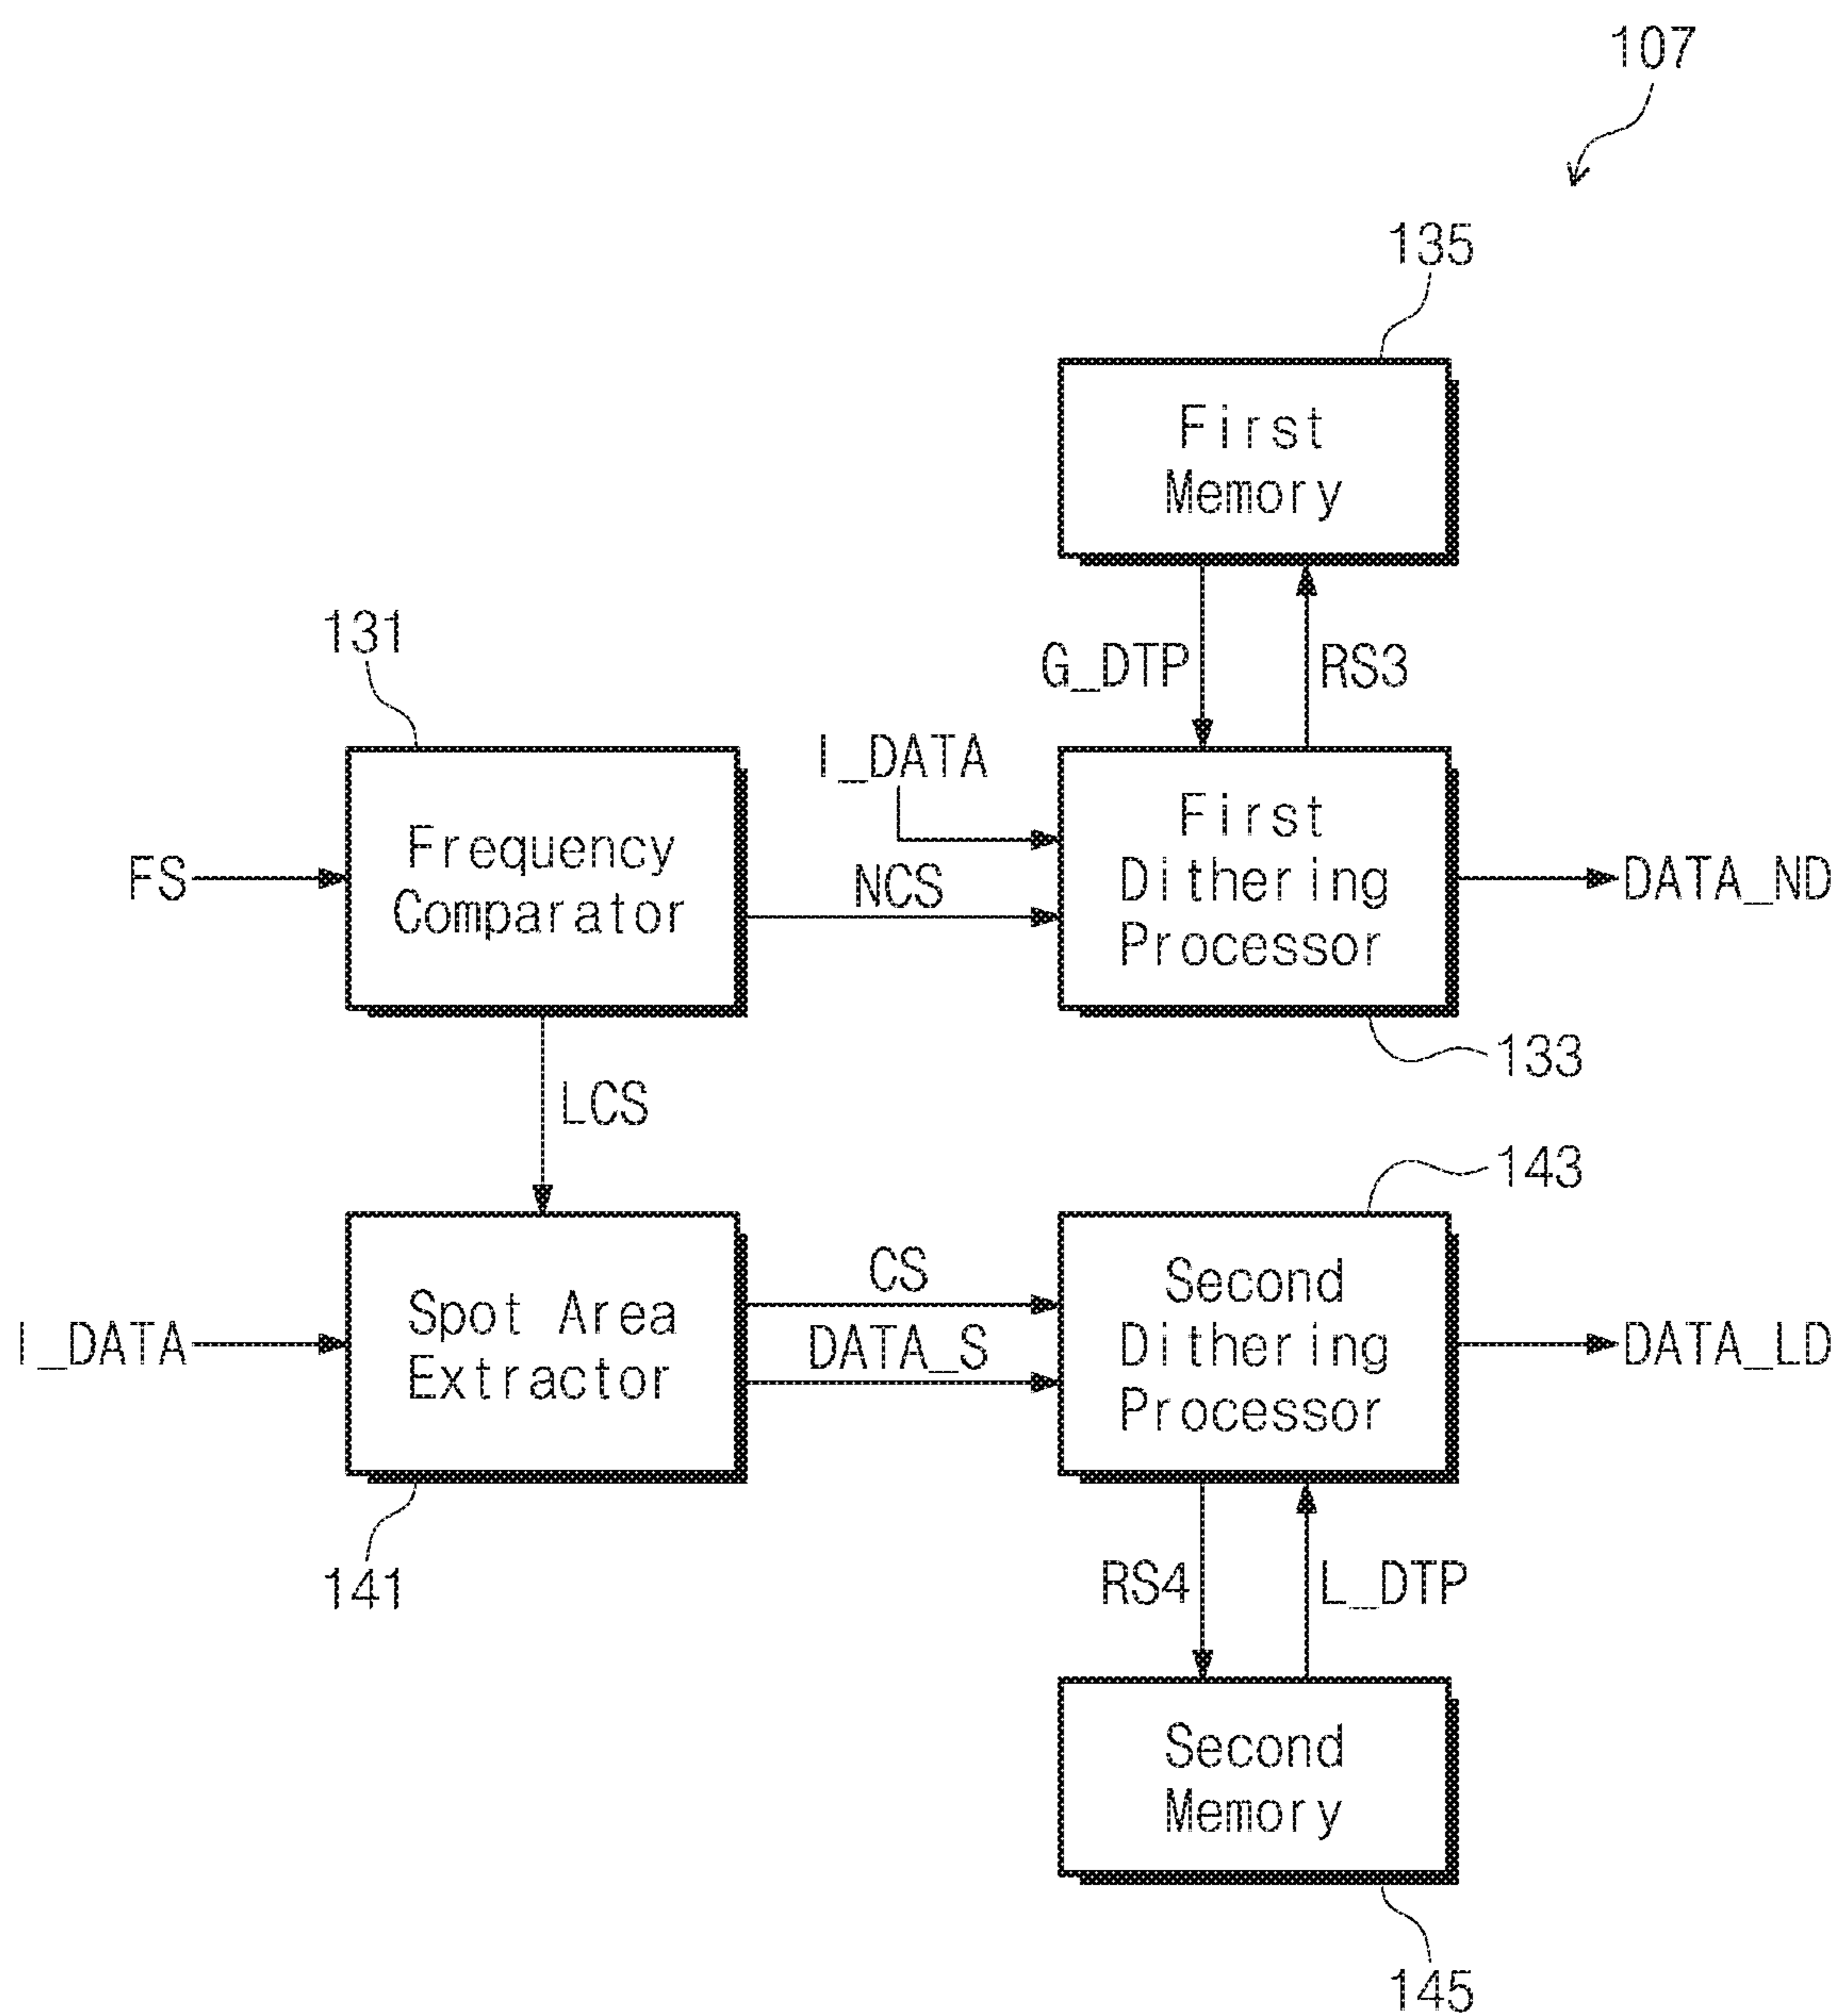 107
135
First
Memory
131
G_DTP
RS3
I_DATA
Frequency
Comparator
First
Dithering
Processor
FS
NCS
DATA_ND
133
LCS
143
CS
Spot Area
Extractor
Second
Dithering
Processor
I_DATA
DATA_S
DATA_LD
141
RS4
L_DTP
Second
Memory
145